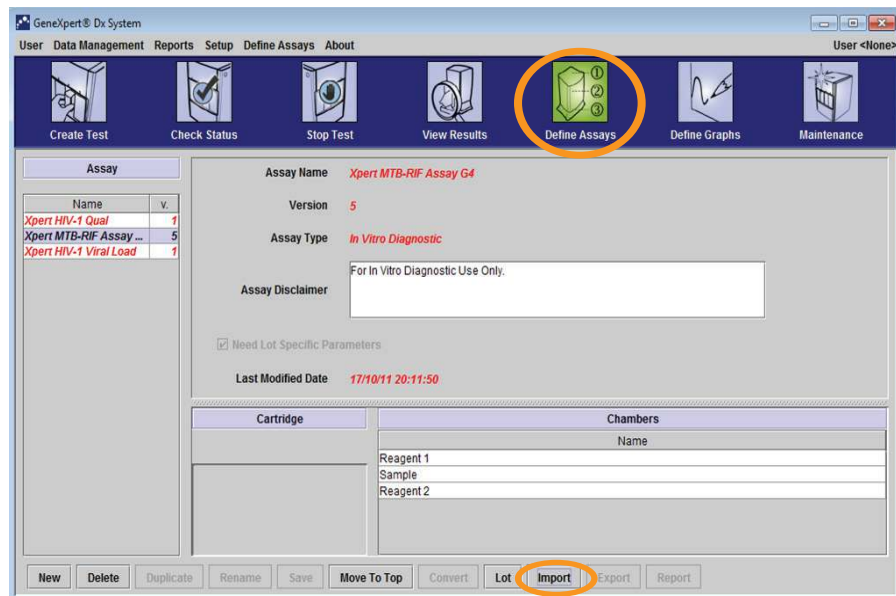 GeneXpert® Dx System
User Data Management Reports Setup Define Assays About User <None>
Create Test Check Status Stop Test View Results Define Assays Define Graphs Maintenance
① 
② 
③
Assay
Name v.
Xpert HIV-1 Qual 1
Xpert MTB-RIF Assay ... 5
Xpert HIV-1 Viral Load 1
Assay Name Xpert MTB-RIF Assay G4
Version 5
Assay Type In Vitro Diagnostic
Assay Disclaimer For In Vitro Diagnostic Use Only.
Need Lot Specific Parameters
Last Modified Date 17/10/11 20:11:50
Cartridge
Chambers
Name
Reagent 1
Sample
Reagent 2
New Delete Duplicate Rename Save Move To Top Convert Lot Import Export Report